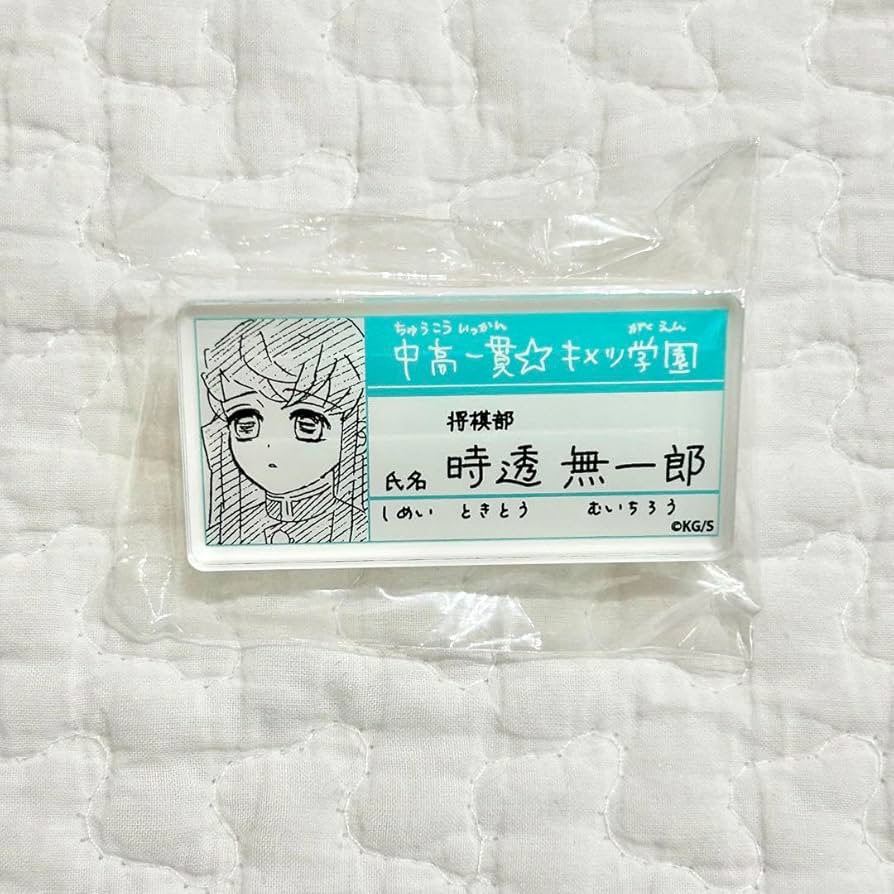 ちゅうこう いっかん がく えん
中高一貫☆キメツ学園
将棋部
氏名 時透 無一郎
しめい ときとう むいちろう
©KG/S